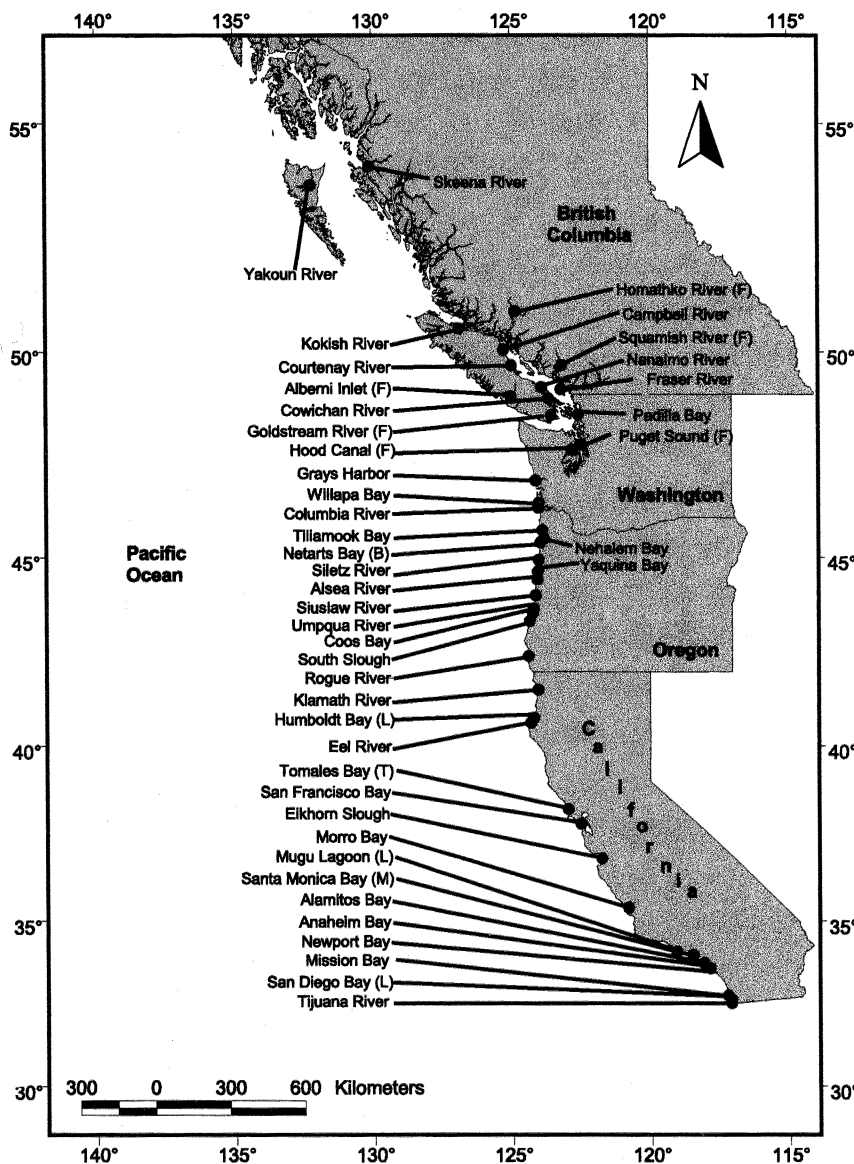 140° 135° 130° 125° 120° 115°
N
55° 55°
Skeena River
British
Columbia
Yakoun River
Homathko River (F)
Campbell River
Squamish River (F)
50° 50°
Kokish River
Nanaimo River
Courtenay River
Fraser River
Alberni Inlet (F)
Cowichan River
Padilla Bay
Goldstream River (F)
Puget Sound (F)
Hood Canal (F)
Grays Harbor
Willapa Bay
Washington
Columbia River
Tillamook Bay
Nehalem Bay
Netarts Bay (B)
Pacific
Ocean
45° 45°
Yaquina Bay
Siletz River
Alsea River
Siuslaw River
Umpqua River
Coos Bay
South Slough
Oregon
Rogue River
Klamath River
Humboldt Bay (L)
Eel River
40° 40°
California
Tomales Bay (T)
San Francisco Bay
Elkhorn Slough
Morro Bay
Mugu Lagoon (L)
Santa Monica Bay (M)
Alamitos Bay
35° 35°
Anaheim Bay
Newport Bay
Mission Bay
San Diego Bay (L)
Tijuana River
300 0 300 600 Kilometers
30° 30°
140° 135° 130° 125° 120° 115°